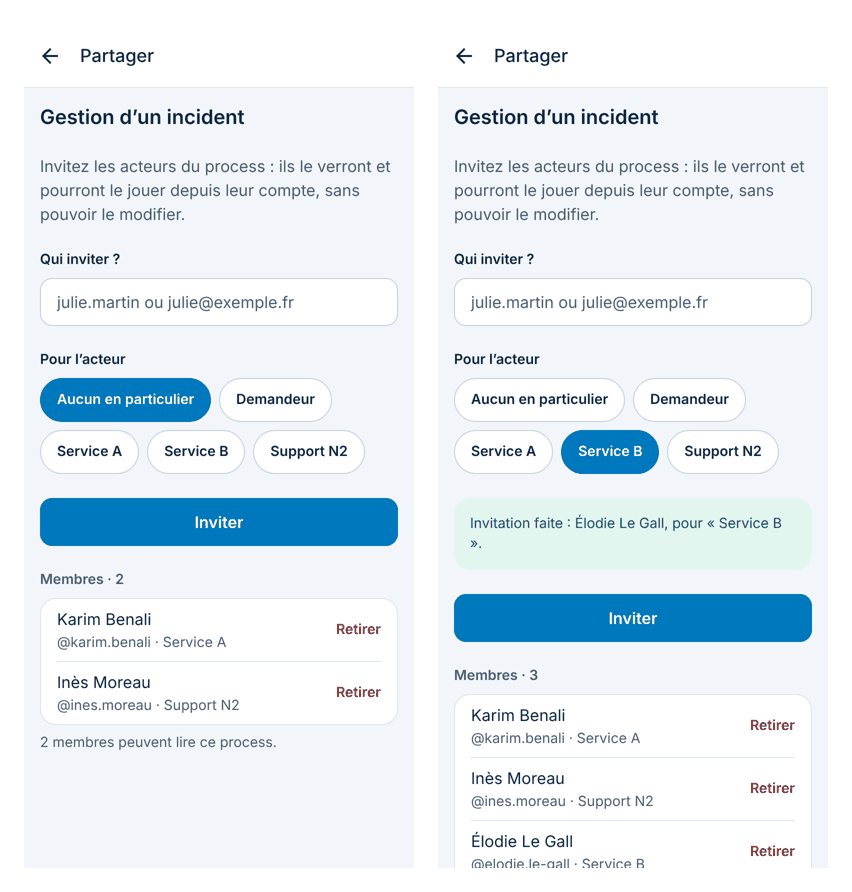 Partager
Gestion d’un incident
Invitez les acteurs du process : ils le verront et
pourront le jouer depuis leur compte, sans
pouvoir le modifier.
Qui inviter ?
julie.martin ou julie@exemple.fr
Pour l’acteur
Aucun en particulier
Demandeur
Service A
Service B
Support N2
Inviter
Membres · 2
Karim Benali
@karim.benali · Service A
Retirer
Inès Moreau
@ines.moreau · Support N2
Retirer
2 membres peuvent lire ce process.
Partager
Gestion d’un incident
Invitez les acteurs du process : ils le verront et
pourront le jouer depuis leur compte, sans
pouvoir le modifier.
Qui inviter ?
julie.martin ou julie@exemple.fr
Pour l’acteur
Aucun en particulier
Demandeur
Service A
Service B
Support N2
Invitation faite : Élodie Le Gall, pour « Service B
».
Inviter
Membres · 3
Karim Benali
@karim.benali · Service A
Retirer
Inès Moreau
@ines.moreau · Support N2
Retirer
Élodie Le Gall
@elodie.le-gall · Service B
Retirer